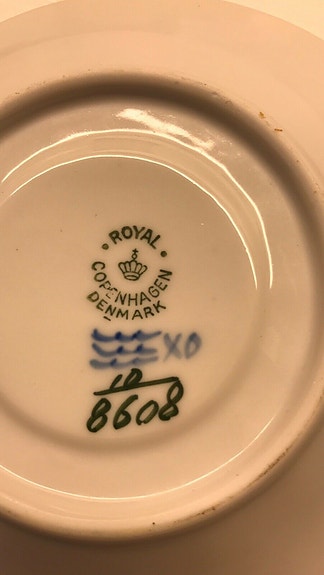 ROYAL
COPENHAGEN
DENMARK
XO
10
8608